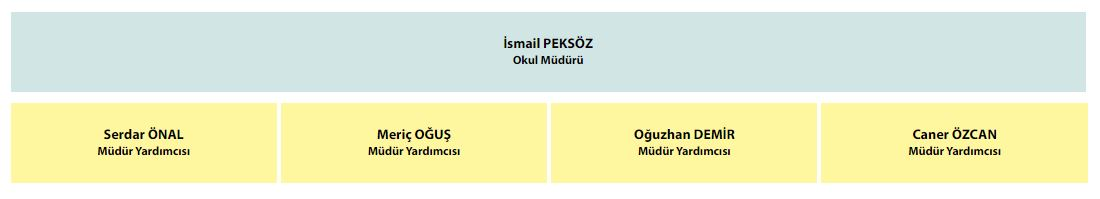 İsmail PEKSÖZ
Okul Müdürü
Serdar ÖNAL
Müdür Yardımcısı
Meriç OĞUŞ
Müdür Yardımcısı
Oğuzhan DEMİR
Müdür Yardımcısı
Caner ÖZCAN
Müdür Yardımcısı